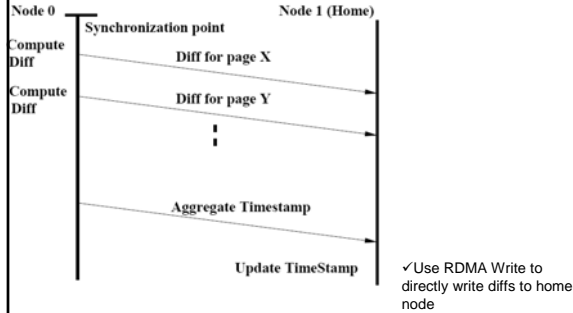 Node 0
Node 1 (Home)
Synchronization point
Compute
Diff
Diff for page X
Compute
Diff
Diff for page Y
Aggregate Timestamp
Update TimeStamp
✓Use RDMA Write to
directly write diffs to home
node